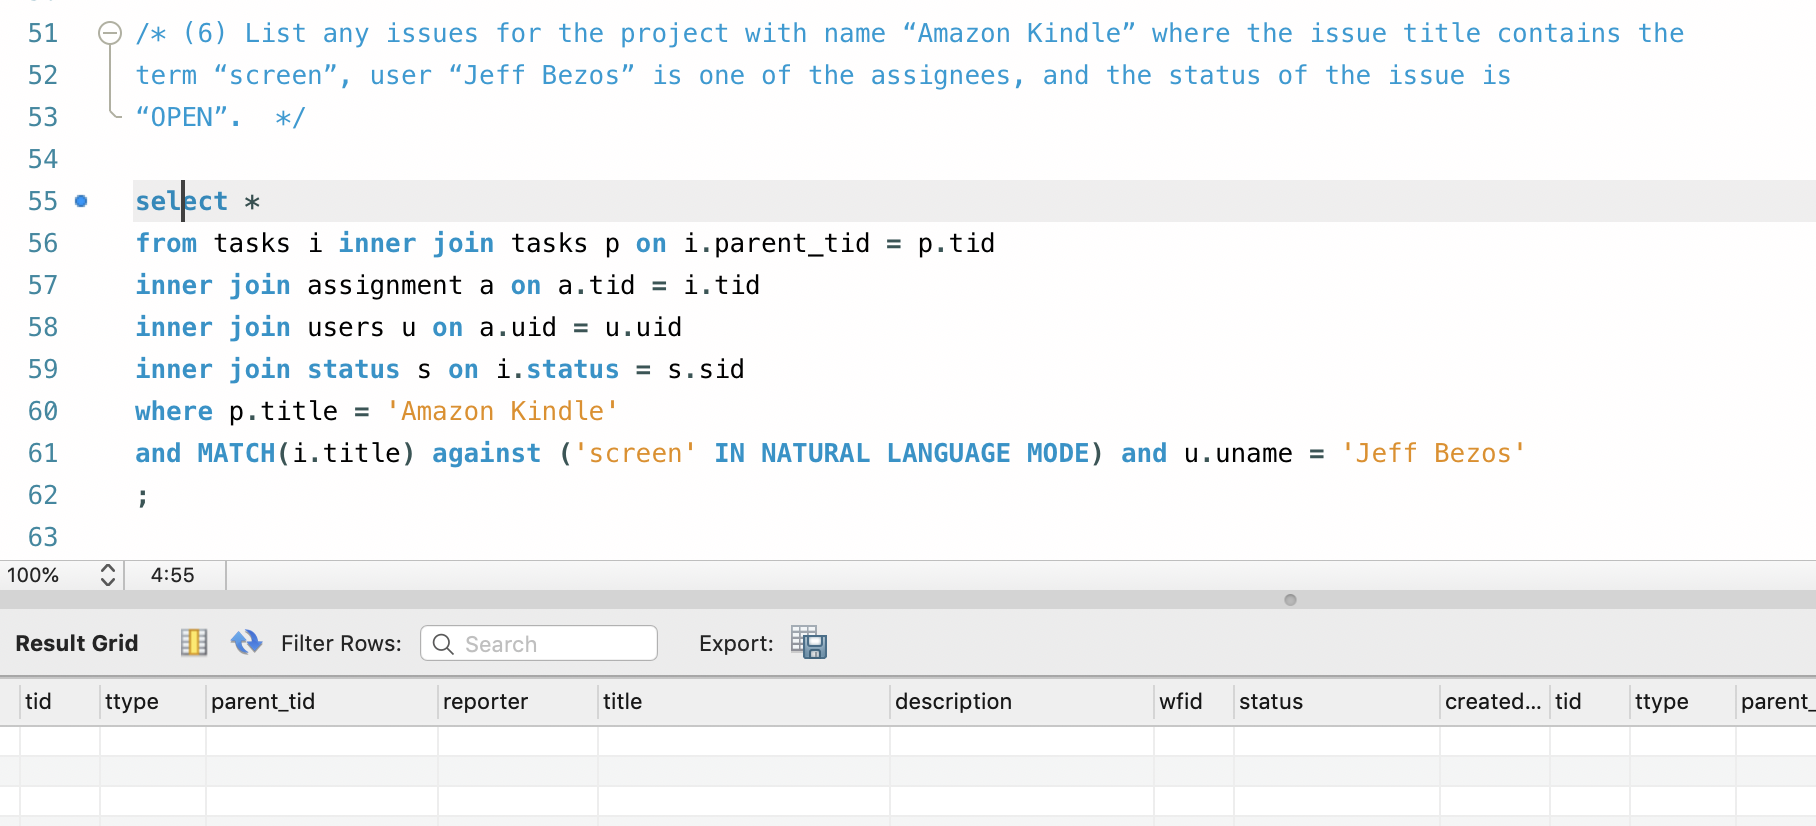 51 /* (6) List any issues for the project with name “Amazon Kindle” where the issue title contains the
52 term “screen”, user “Jeff Bezos” is one of the assignees, and the status of the issue is
53 “OPEN”.  */
54
55 select *
56 from tasks i inner join tasks p on i.parent_tid = p.tid
57 inner join assignment a on a.tid = i.tid
58 inner join users u on a.uid = u.uid
59 inner join status s on i.status = s.sid
60 where p.title = 'Amazon Kindle'
61 and MATCH(i.title) against ('screen' IN NATURAL LANGUAGE MODE) and u.uname = 'Jeff Bezos'
62 ;
63
100% 4:55
Result Grid Filter Rows: Search Export:
tid ttype parent_tid reporter title description wfid status created... tid ttype parent_